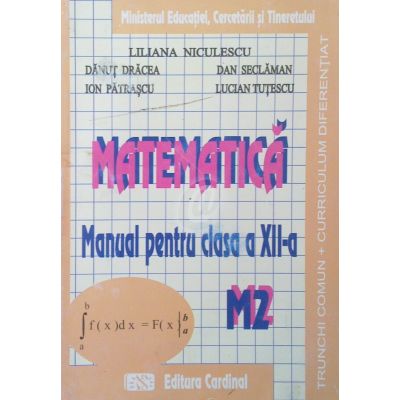 Ministerul Educației, Cercetării și Tineretului
LILIANA NICULESCU
DĂNUȚ DRĂCEA DAN SECLĂMAN
ION PĂTRAȘCU LUCIAN TUȚESCU
MATEMATICĂ
Manual pentru clasa a XII-a
M2
b
∫ f ( x ) d x = F( x ) | b a
a
Editura Cardinal
TRUNCHI COMUN + CURRICULUM DIFERENȚIAT